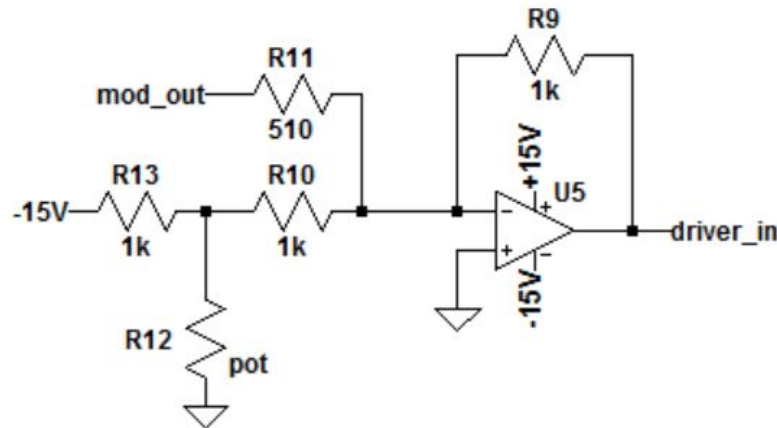 R9
R11
mod_out
510
1k
+15V
U5
R13
R10
-15V
1k
1k
driver_in
-15V
R12
pot